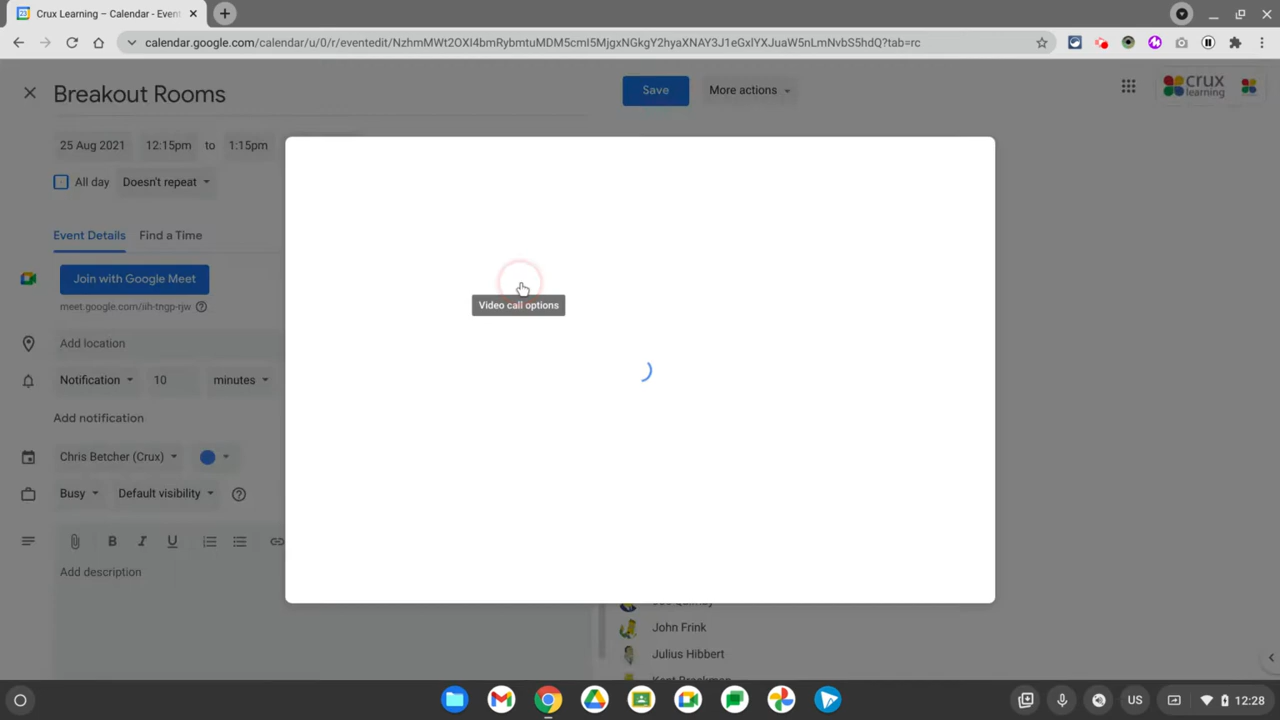 Crux Learning – Calendar - Even
calendar.google.com/calendar/u/0/r/eventedit/NzhmMWt2OXI4bmRybmtuMDM5cmI5MjgxNGkgY2hyaXNAY3J1eGxlYXJuaW5nLmNvbS5hdQ?tab=rc
Breakout Rooms
Save
More actions
crux
learning
25 Aug 2021
12:15pm
to
1:15pm
All day
Doesn't repeat
Event Details
Find a Time
Join with Google Meet
Video call options
meet.google.com/iih-tngp-rjw
Add location
Notification
10
minutes
Add notification
Chris Betcher (Crux)
Busy
Default visibility
B
I
U
Add description
John Frink
Julius Hibbert
US
12:28